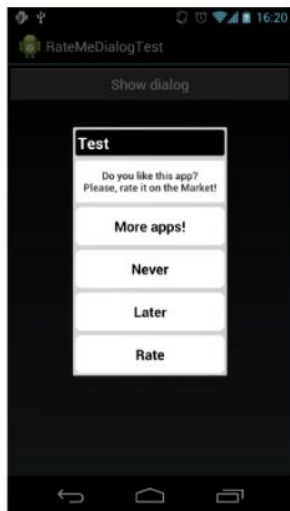 16:20
RateMeDialogTest
Show dialog
Test
Do you like this app?
Please, rate it on the Market!
More apps!
Never
Later
Rate